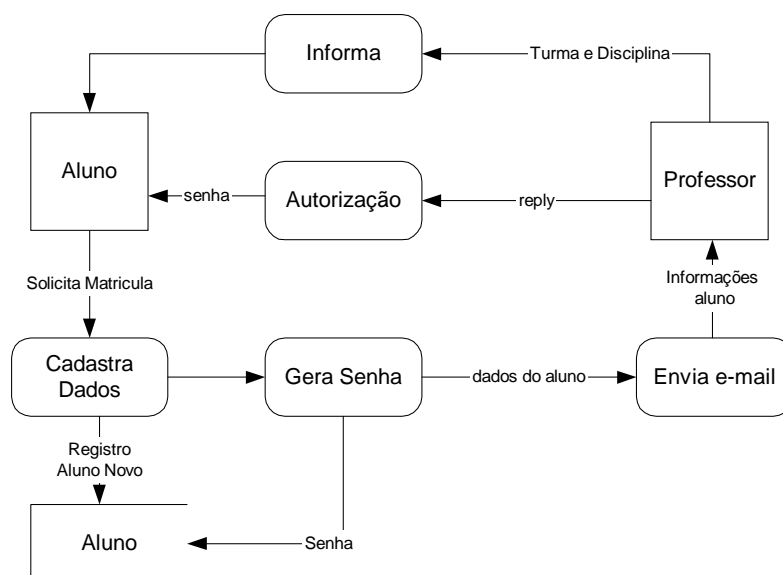 Informa
Turma e Disciplina
Aluno
senha
Autorização
reply
Professor
Solicita Matricula
Informações
aluno
Cadastra
Dados
Gera Senha
dados do aluno
Envia e-mail
Registro
Aluno Novo
Aluno
Senha